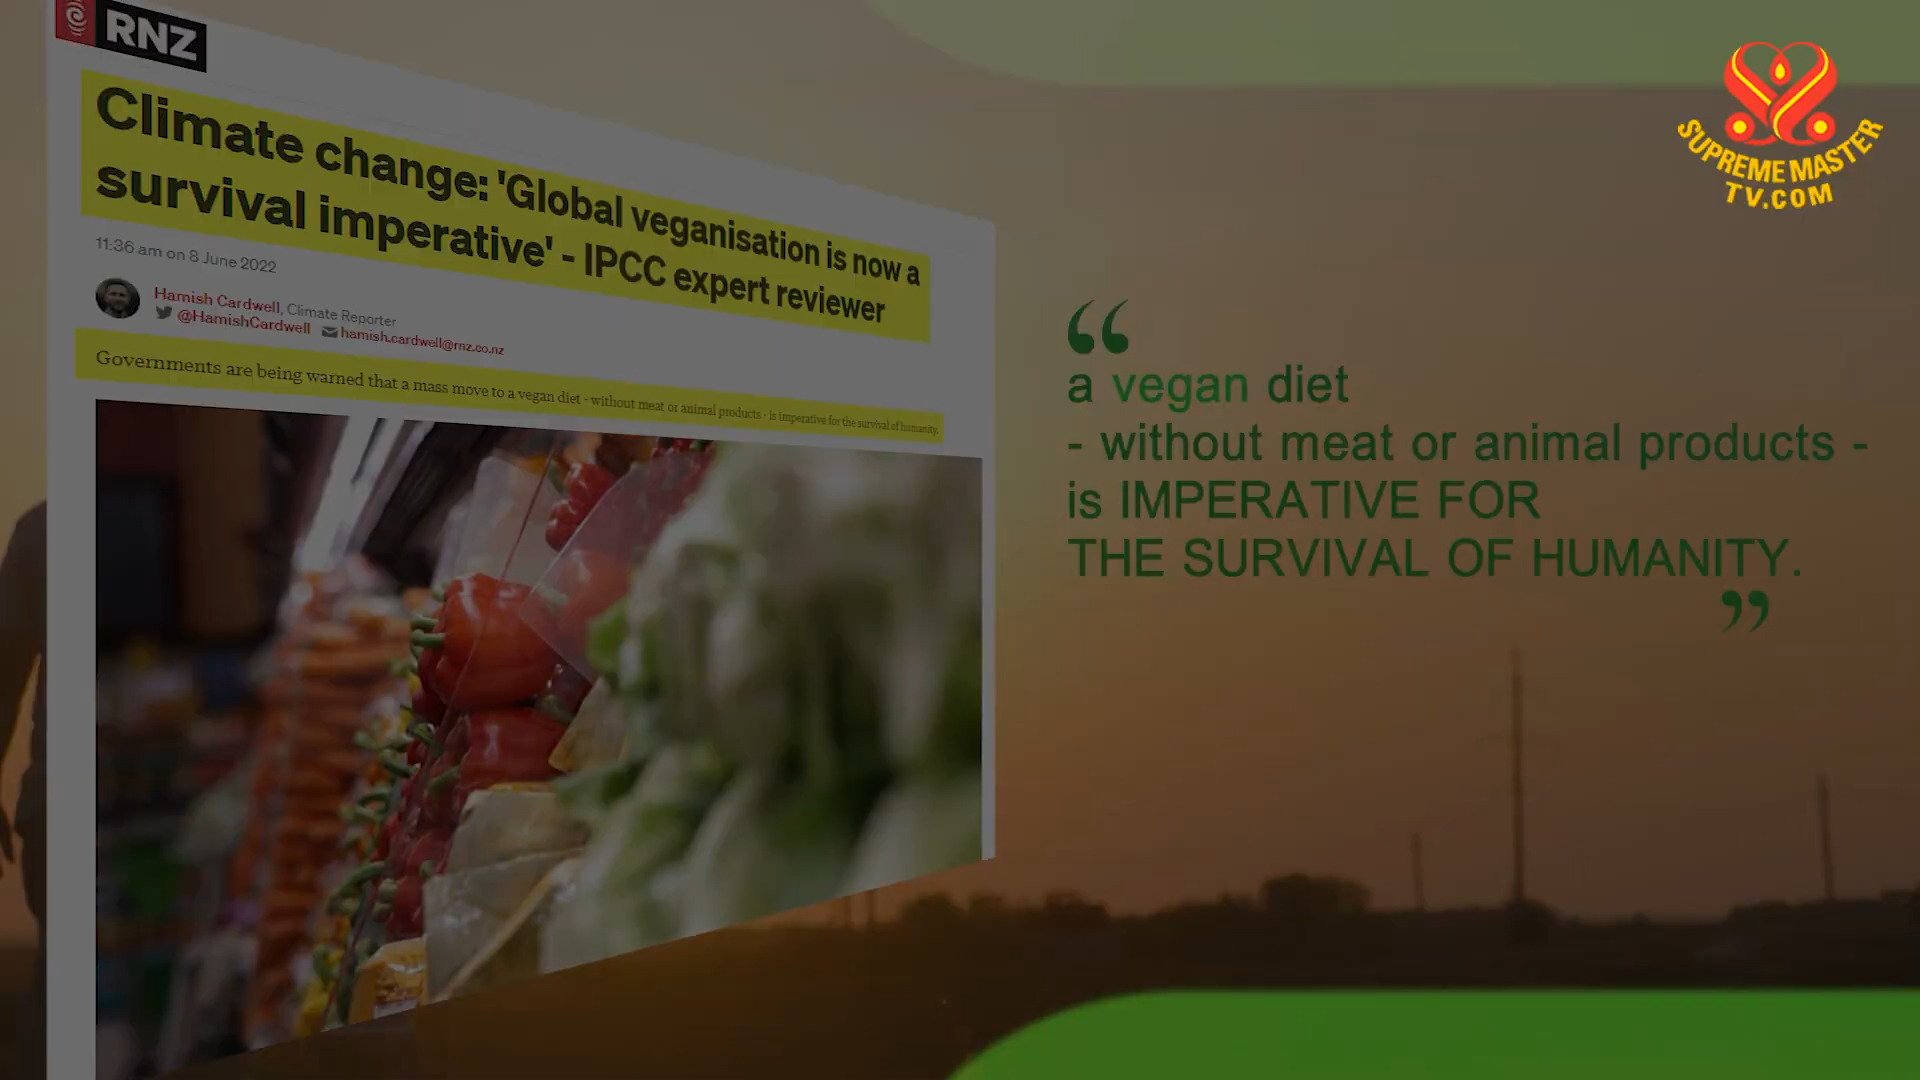 RNZ
Climate change: 'Global veganisation is now a
survival imperative' - IPCC expert reviewer
11:36 am on 8 June 2022
Hamish Cardwell, Climate Reporter
@HamishCardwell hamish.cardwell@rnz.co.nz
Governments are being warned that a mass move to a vegan diet - without meat or animal products - is imperative for the survival of humanity.
SUPREME MASTER
TV.COM
“
a vegan diet
- without meat or animal products -
is IMPERATIVE FOR
THE SURVIVAL OF HUMANITY.
”